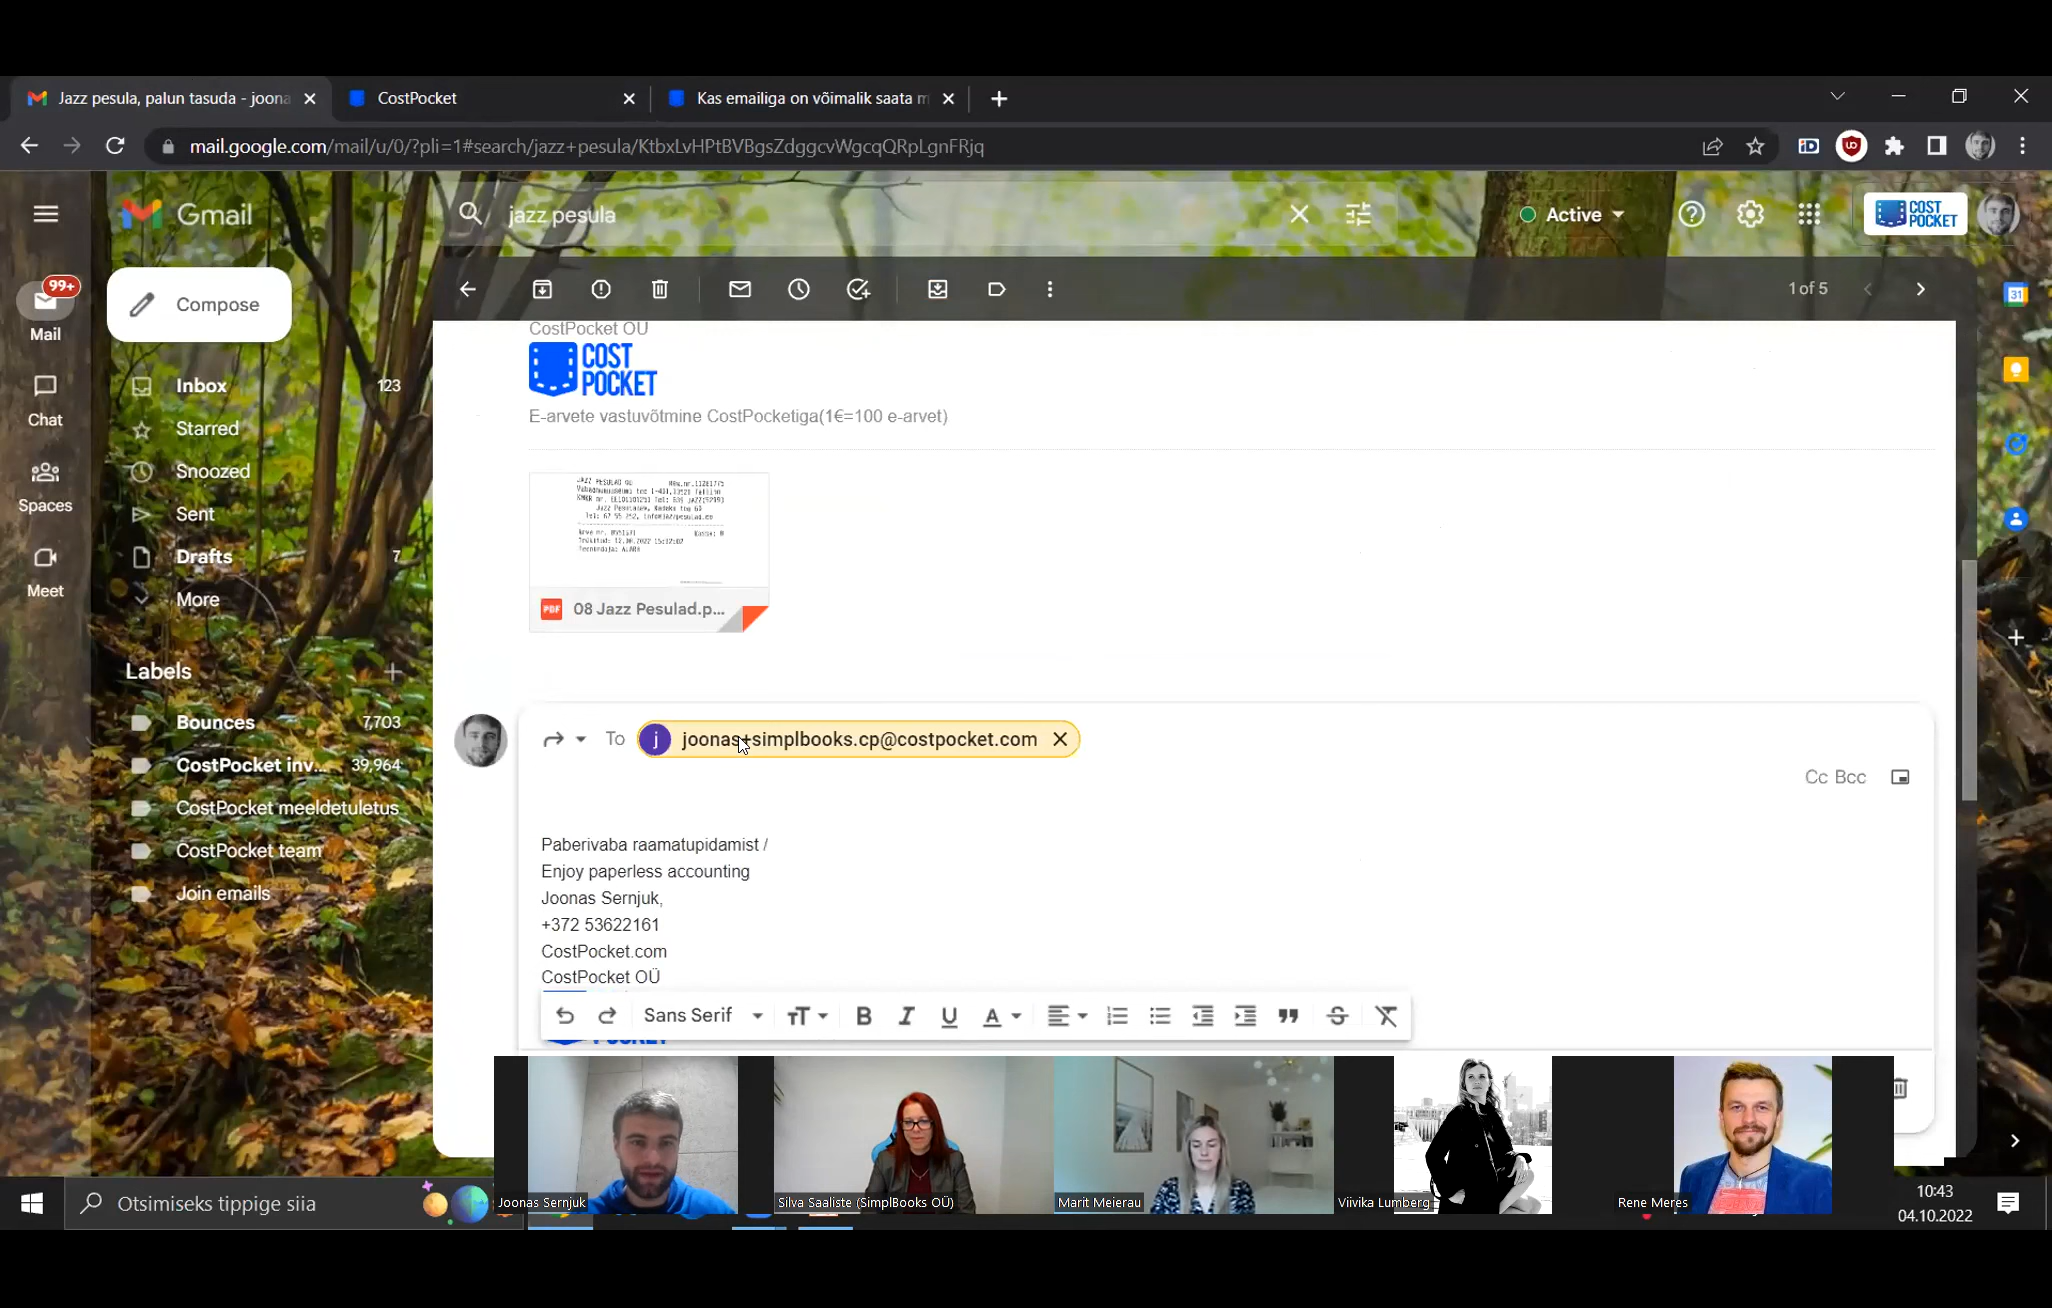 Jazz pesula, palun tasuda - joona
CostPocket
Kas emailiga on võimalik saata m
mail.google.com/mail/u/0/?pli=1#search/jazz+pesula/KtbxLvHPtBVBgsZdggcvWgcqQRpLgnFRjq
Gmail
jazz pesula
Active
COST
POCKET
99+
Mail
Chat
Spaces
Meet
Compose
Inbox 123
Starred
Snoozed
Sent
Drafts 7
More
Labels
Bounces 7,703
CostPocket inv... 39,964
CostPocket meeldetuletus
CostPocket team
Join emails
1 of 5
31
CostPocket OÜ
COST
POCKET
E-arvete vastuvõtmine CostPocketiga(1€=100 e-arvet)
JAZZ PESULAD OÜ
PDF 08 Jazz Pesulad.p...
To j joonas+simplbooks.cp@costpocket.com
Cc Bcc
Paberivaba raamatupidamist /
Enjoy paperless accounting
Joonas Sernjuk,
+372 53622161
CostPocket.com
CostPocket OÜ
Sans Serif
Joonas Sernjuk
Silva Saaliste (SimplBooks OÜ)
Marit Meierau
Viivika Lumberg
Rene Meres
Otsimiseks tippige siia
10:43
04.10.2022